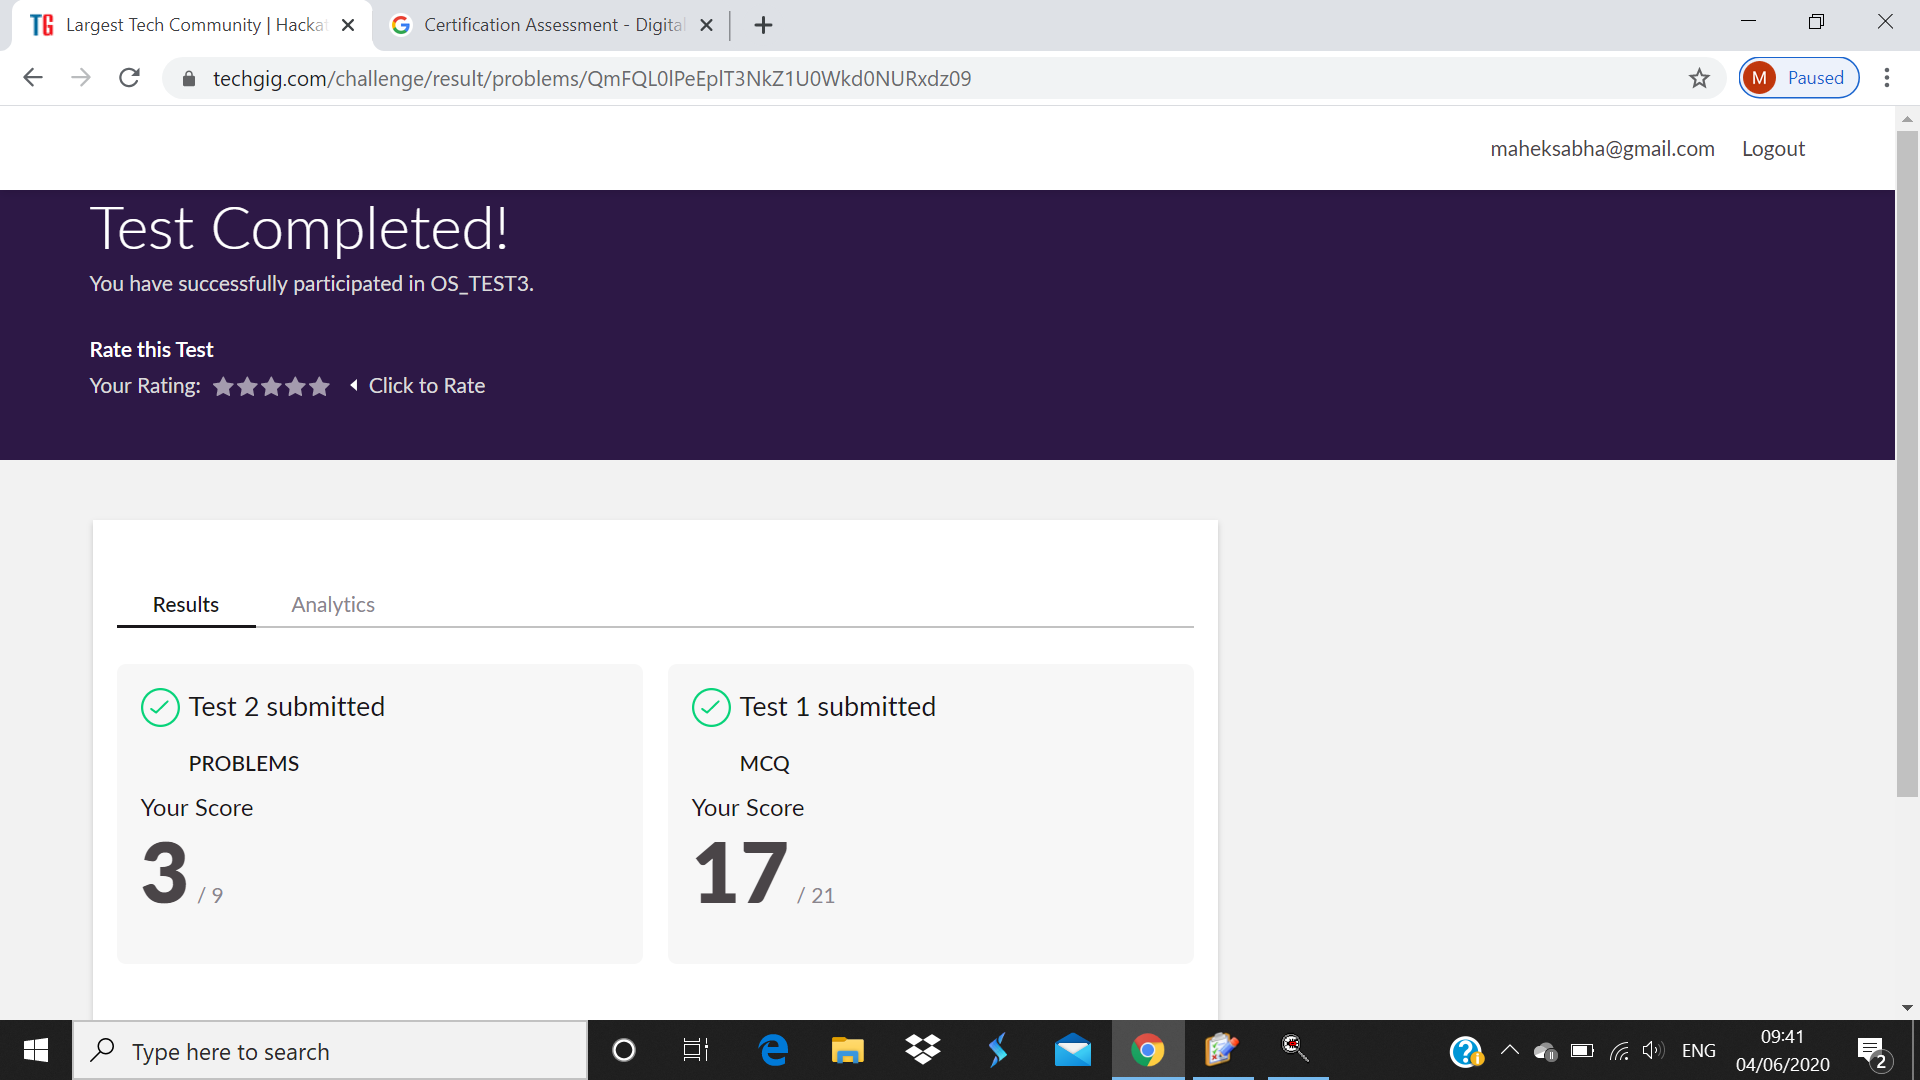 TG Largest Tech Community | Hacka
Certification Assessment - Digital
techgig.com/challenge/result/problems/QmFQL0lPeEplT3NkZ1U0Wkd0NURxdz09
M Paused
maheksabha@gmail.com Logout
Test Completed!
You have successfully participated in OS_TEST3.
Rate this Test
Your Rating: Click to Rate
Results Analytics
Test 2 submitted
PROBLEMS
Your Score
3 / 9
Test 1 submitted
MCQ
Your Score
17 / 21
Type here to search
ENG
09:41
04/06/2020
2